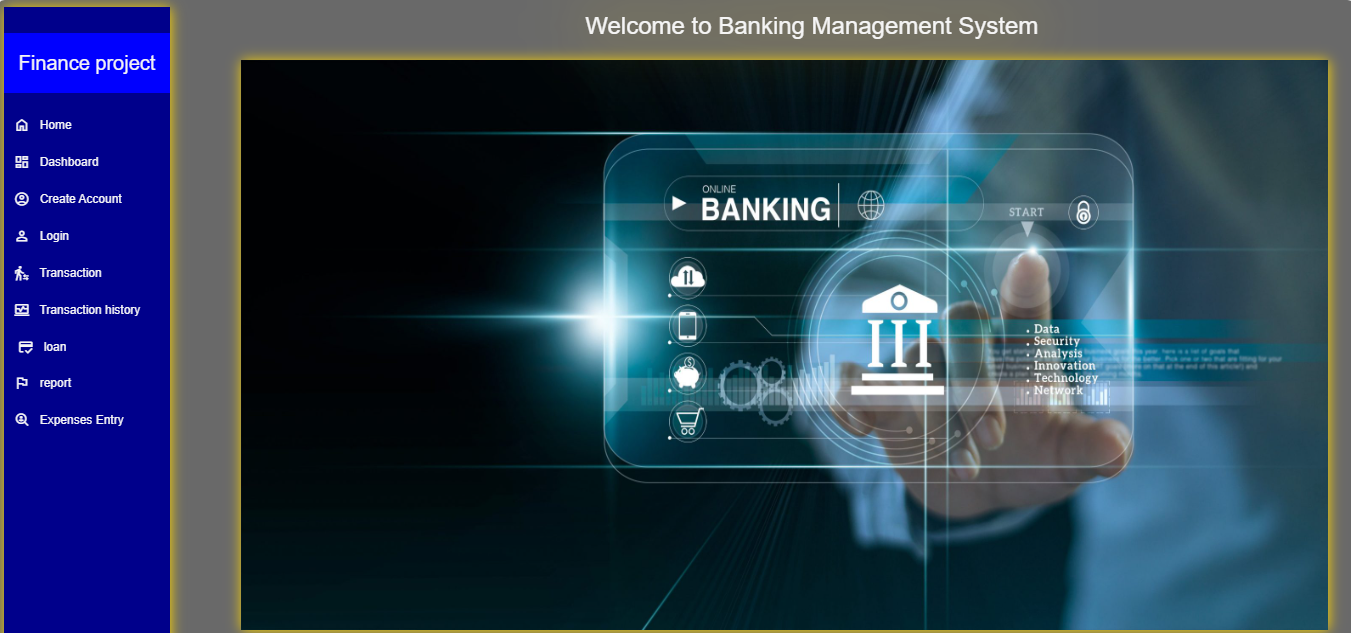 Welcome to Banking Management System
Finance project
Home
Dashboard
Create Account
Login
Transaction
Transaction history
loan
report
Expenses Entry
ONLINE
BANKING
START
Data
Security
Analysis
Innovation
Technology
Network